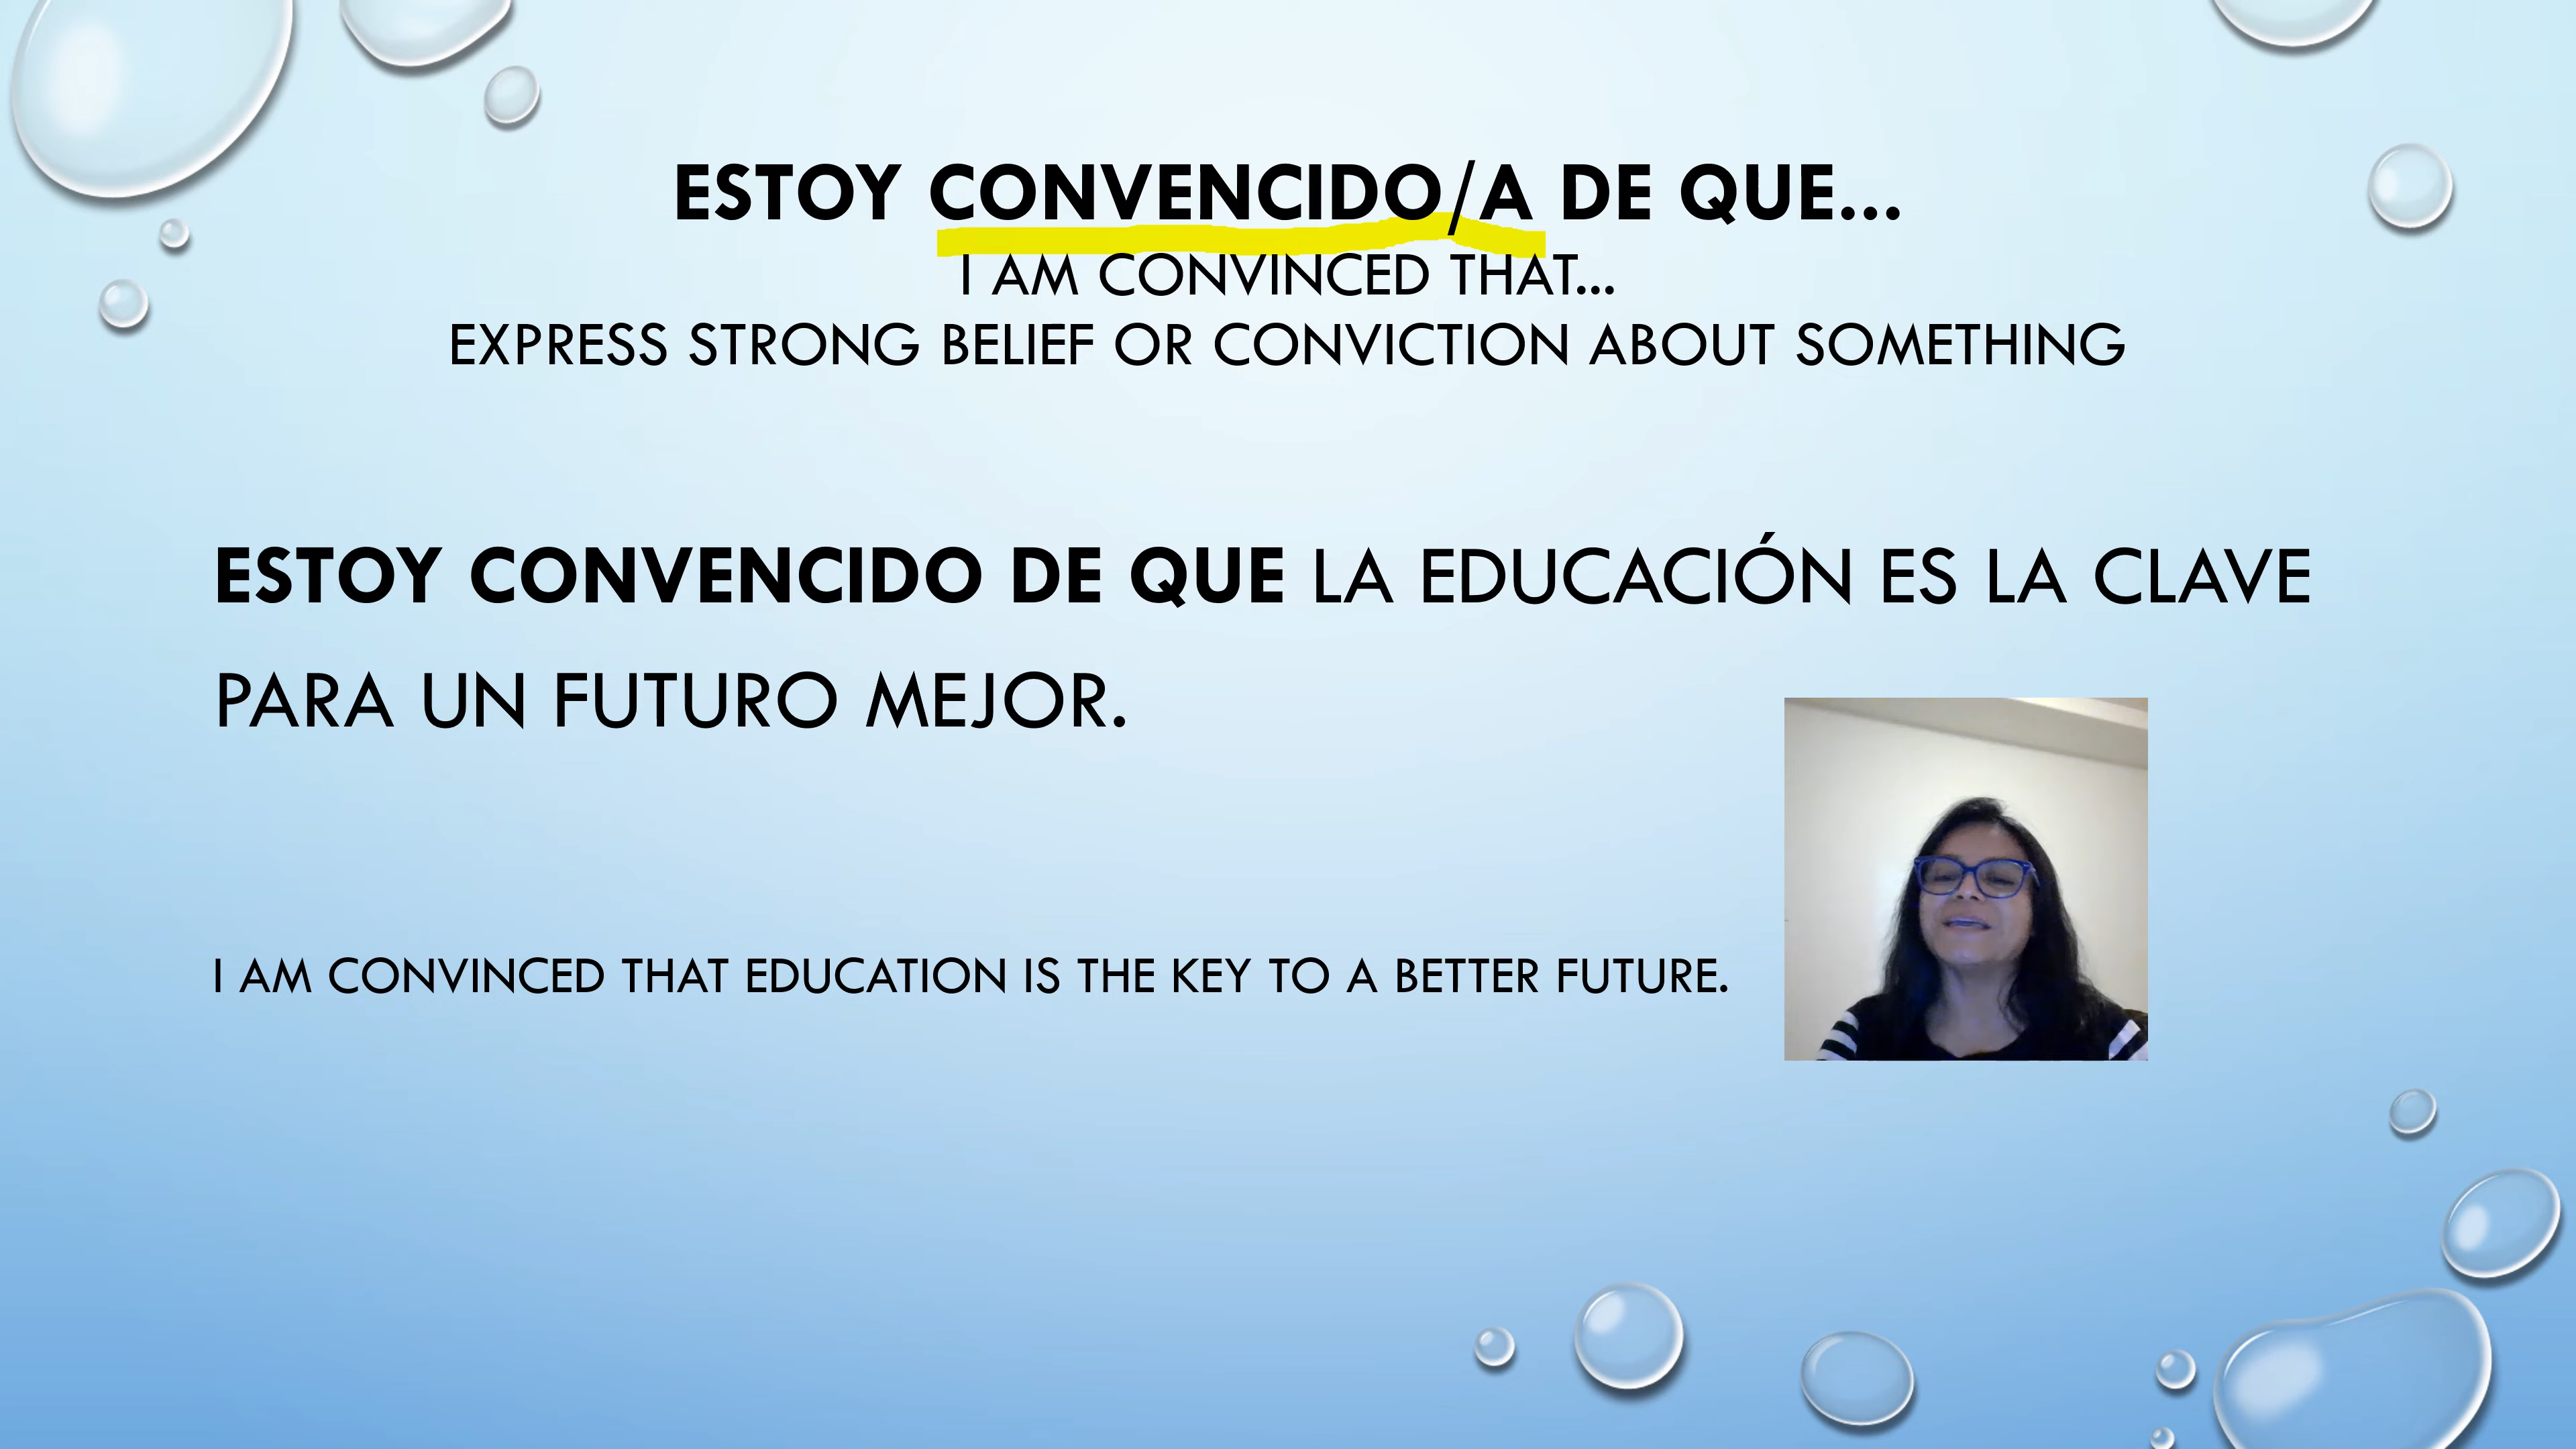 ESTOY CONVENCIDO/A DE QUE...
I AM CONVINCED THAT...
EXPRESS STRONG BELIEF OR CONVICTION ABOUT SOMETHING
ESTOY CONVENCIDO DE QUE LA EDUCACIÓN ES LA CLAVE
PARA UN FUTURO MEJOR.
I AM CONVINCED THAT EDUCATION IS THE KEY TO A BETTER FUTURE.